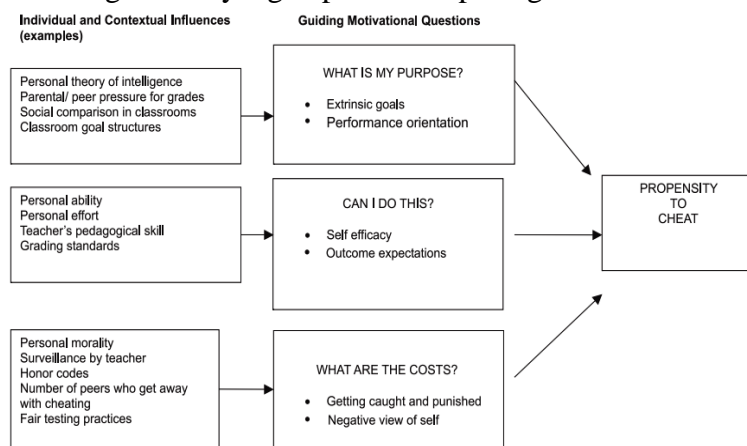 Individual and Contextual Influences
(examples)
Guiding Motivational Questions
Personal theory of intelligence
Parental/ peer pressure for grades
Social comparison in classrooms
Classroom goal structures
WHAT IS MY PURPOSE?
• Extrinsic goals
• Performance orientation
Personal ability
Personal effort
Teacher's pedagogical skill
Grading standards
CAN I DO THIS?
• Self efficacy
• Outcome expectations
PROPENSITY
TO
CHEAT
Personal morality
Surveillance by teacher
Honor codes
Number of peers who get away
with cheating
Fair testing practices
WHAT ARE THE COSTS?
• Getting caught and punished
• Negative view of self